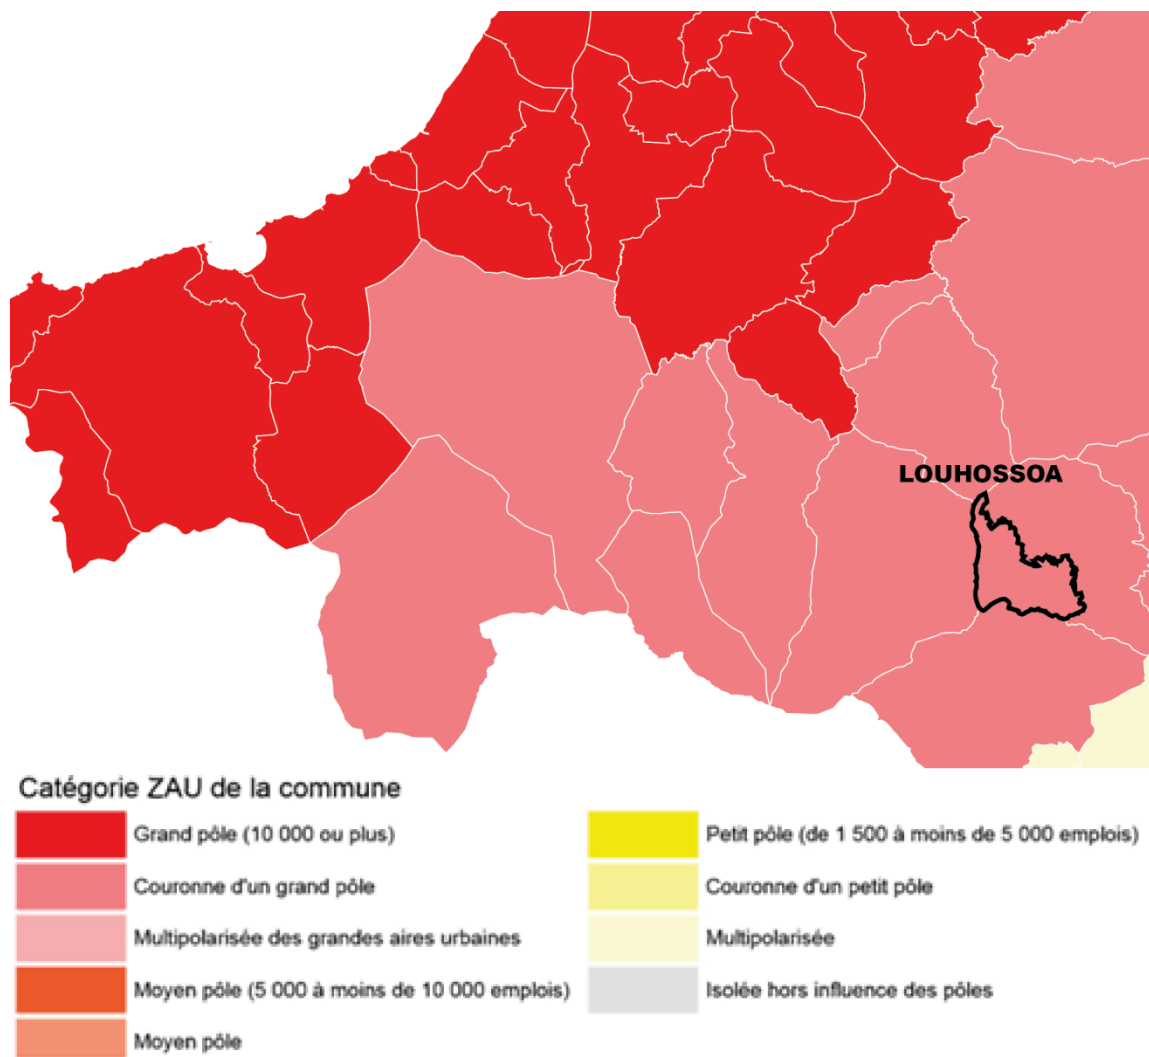 LOUHOSSOA
Catégorie ZAU de la commune
Grand pôle (10 000 ou plus)
Couronne d'un grand pôle
Multipolarisée des grandes aires urbaines
Moyen pôle (5 000 à moins de 10 000 emplois)
Moyen pôle
Petit pôle (de 1 500 à moins de 5 000 emplois)
Couronne d'un petit pôle
Multipolarisée
Isolée hors influence des pôles